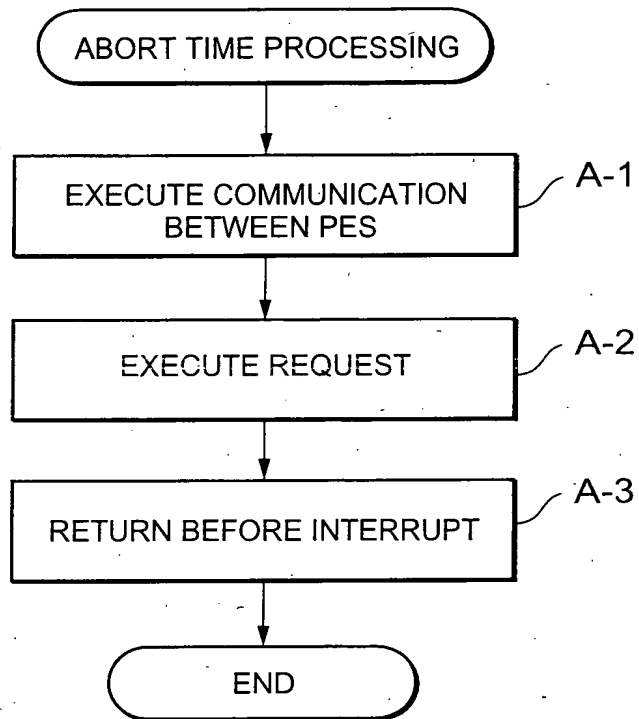 ABORT TIME PROCESSING
EXECUTE COMMUNICATION
BETWEEN PES
A-1
EXECUTE REQUEST
A-2
RETURN BEFORE INTERRUPT
A-3
END